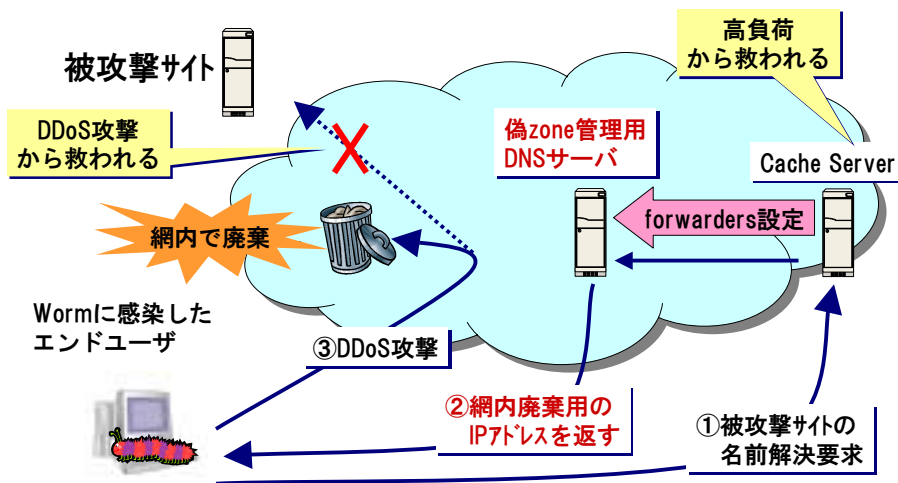 高負荷
から救われる
被攻撃サイト
DDoS攻撃
から救われる
偽zone管理用
DNSサーバ
Cache Server
forwarders設定
網内で廃棄
Wormに感染した
エンドユーザ
③DDoS攻撃
②網内廃棄用の
IPｱﾄﾞﾚｽを返す
①被攻撃ｻｲﾄの
名前解決要求